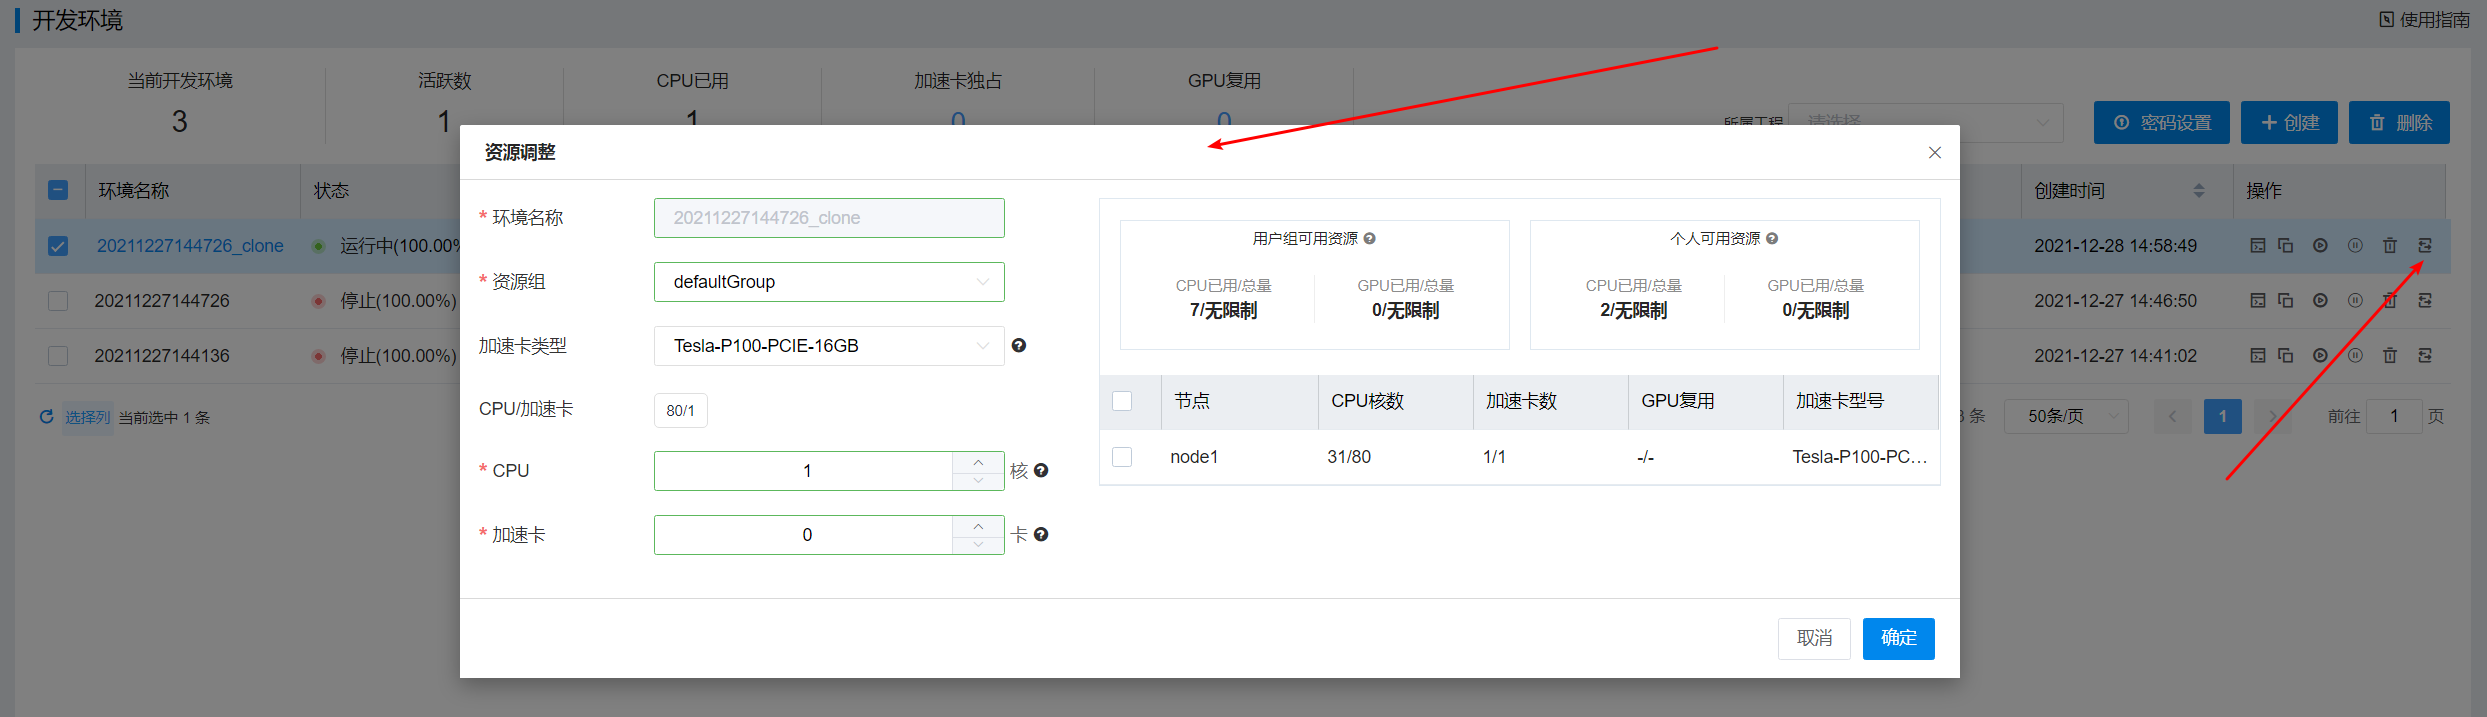 开发环境
使用指南
当前开发环境 活跃数 CPU已用 加速卡独占 GPU复用
3 1 1 0 0
所属工程 请选择 密码设置 创建 删除
环境名称 状态 创建时间 操作
20211227144726_clone 运行中(100.00% 2021-12-28 14:58:49
20211227144726 停止(100.00%) 2021-12-27 14:46:50
20211227144136 停止(100.00%) 2021-12-27 14:41:02
选择列 当前选中 1 条 条 50条/页 1 前往 1 页
资源调整
* 环境名称 20211227144726_clone
* 资源组 defaultGroup
加速卡类型 Tesla-P100-PCIE-16GB
CPU/加速卡 80/1
* CPU 1 核
* 加速卡 0 卡
用户组可用资源 个人可用资源
CPU已用/总量 GPU已用/总量 CPU已用/总量 GPU已用/总量
7/无限制 0/无限制 2/无限制 0/无限制
节点 CPU核数 加速卡数 GPU复用 加速卡型号
node1 31/80 1/1 -/- Tesla-P100-PC...
取消 确定